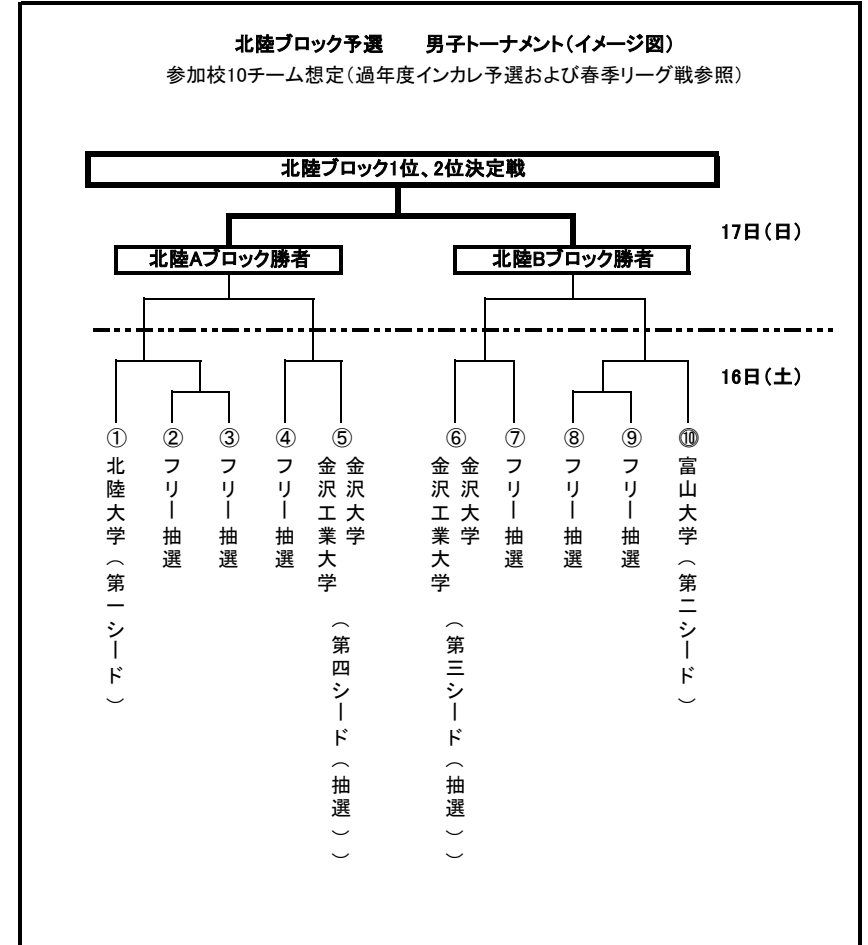 北陸ブロック予選　　男子トーナメント（イメージ図）
参加校10チーム想定（過年度インカレ予選および春季リーグ戦参照）
北陸ブロック1位、2位決定戦
17日（日）
北陸Aブロック勝者
北陸Bブロック勝者
16日（土）
①
北陸大学（第一シード）
②
フリー抽選
③
フリー抽選
④
フリー抽選
⑤
金沢大学
金沢工業大学
（第四シード（抽選））
⑥
金沢大学
金沢工業大学
（第三シード（抽選））
⑦
フリー抽選
⑧
フリー抽選
⑨
フリー抽選
⑩
富山大学（第二シード）